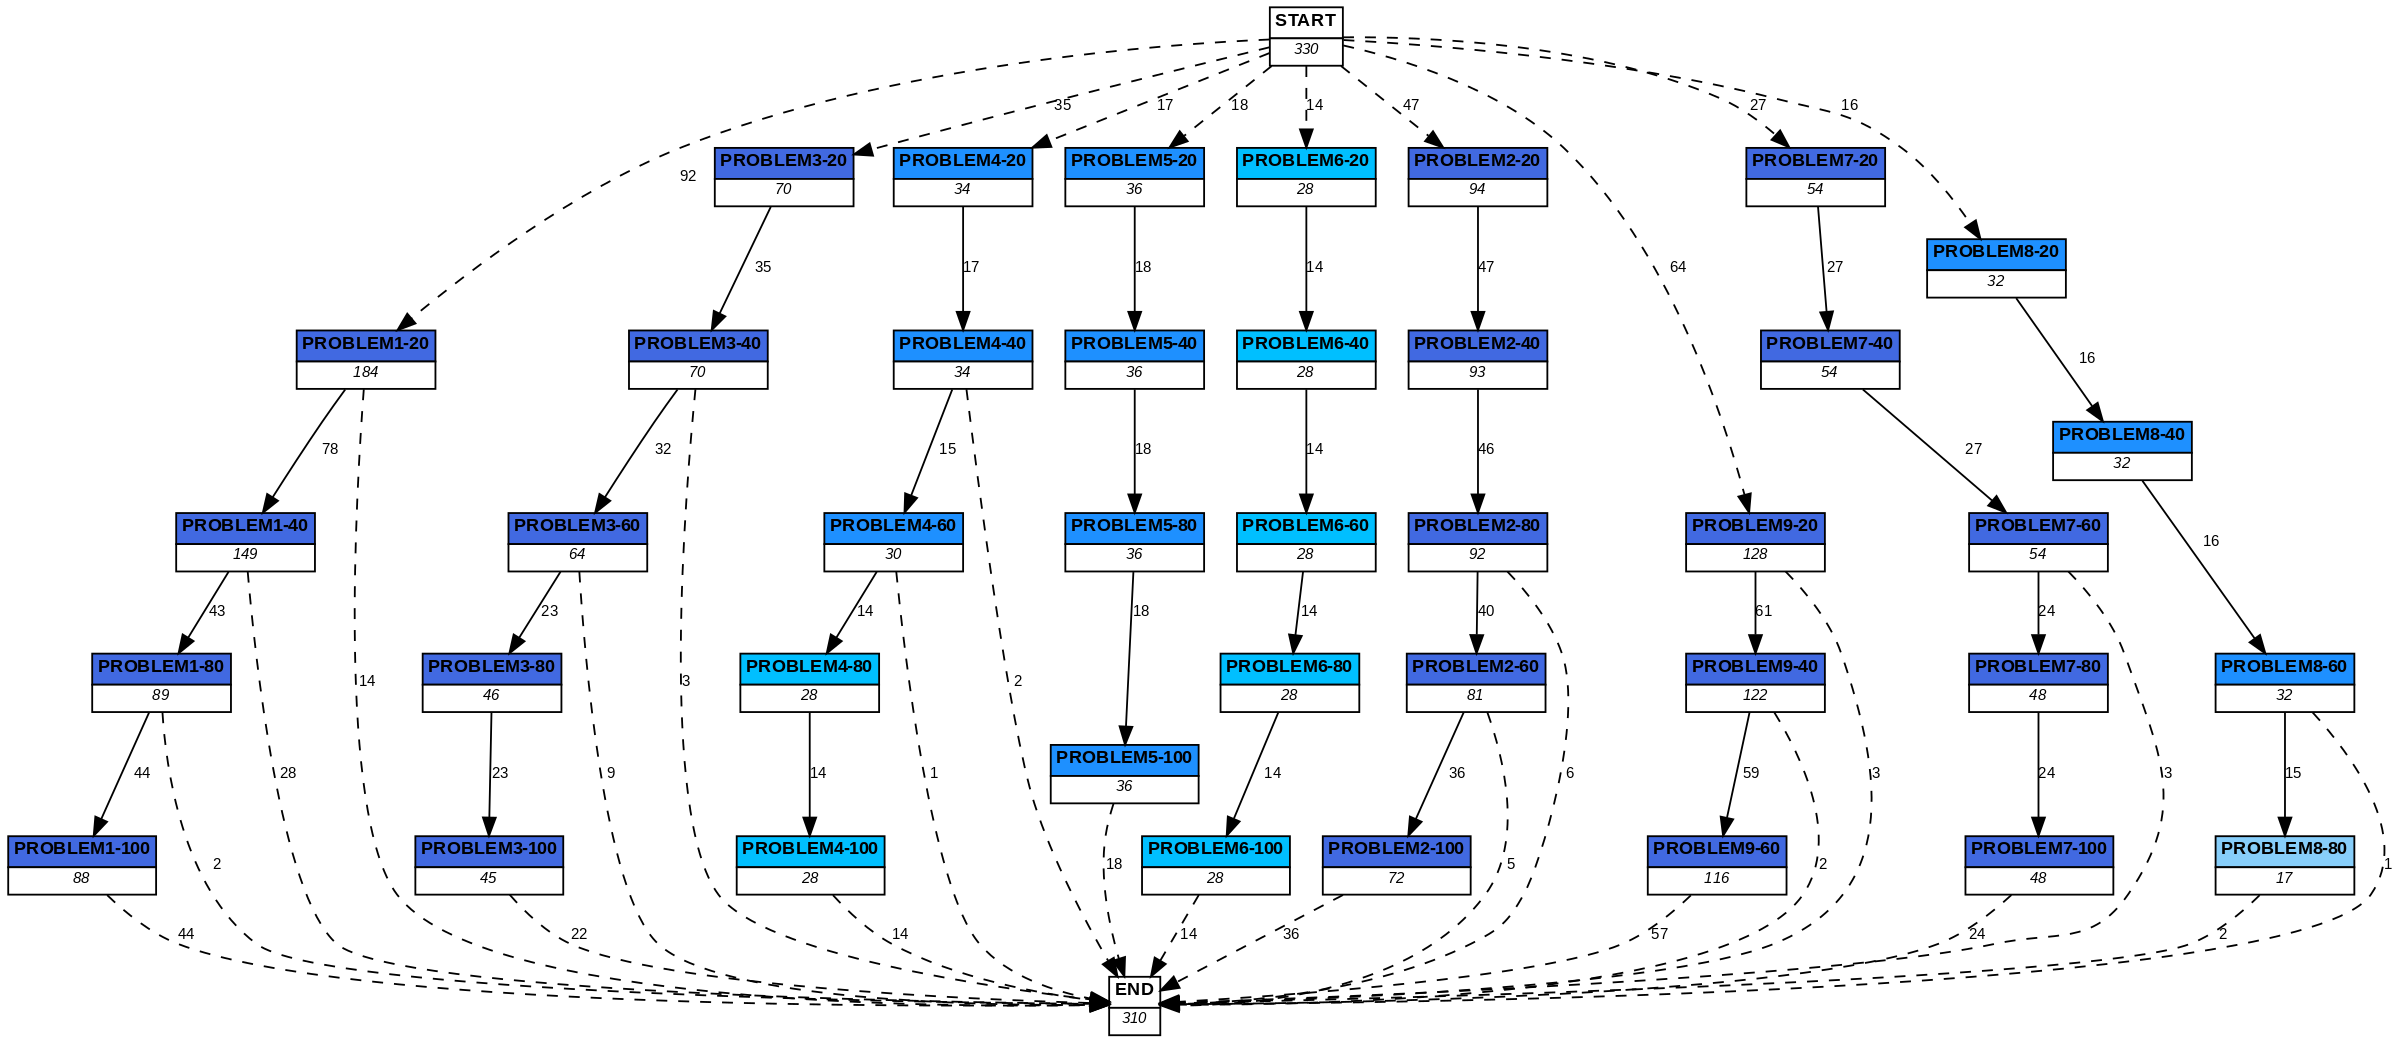 START
330
35
17
18
14
47
27
16
92
PROBLEM3-20
70
PROBLEM4-20
34
PROBLEM5-20
36
PROBLEM6-20
28
PROBLEM2-20
94
PROBLEM7-20
54
PROBLEM8-20
32
35
17
18
14
47
64
27
16
PROBLEM1-20
184
PROBLEM3-40
70
PROBLEM4-40
34
PROBLEM5-40
36
PROBLEM6-40
28
PROBLEM2-40
93
PROBLEM7-40
54
PROBLEM8-40
32
78
32
15
18
14
46
27
16
PROBLEM1-40
149
PROBLEM3-60
64
PROBLEM4-60
30
PROBLEM5-80
36
PROBLEM6-60
28
PROBLEM2-80
92
PROBLEM9-20
128
PROBLEM7-60
54
43
23
14
18
14
40
61
24
PROBLEM1-80
89
14
PROBLEM3-80
46
3
PROBLEM4-80
28
2
PROBLEM6-80
28
PROBLEM2-60
81
PROBLEM9-40
122
PROBLEM7-80
48
PROBLEM8-60
32
44
28
23
9
14
1
PROBLEM5-100
36
14
36
6
59
3
24
3
15
PROBLEM1-100
88
2
PROBLEM3-100
45
PROBLEM4-100
28
18
PROBLEM6-100
28
PROBLEM2-100
72
5
PROBLEM9-60
116
2
PROBLEM7-100
48
PROBLEM8-80
17
1
44
22
14
14
36
57
24
2
END
310